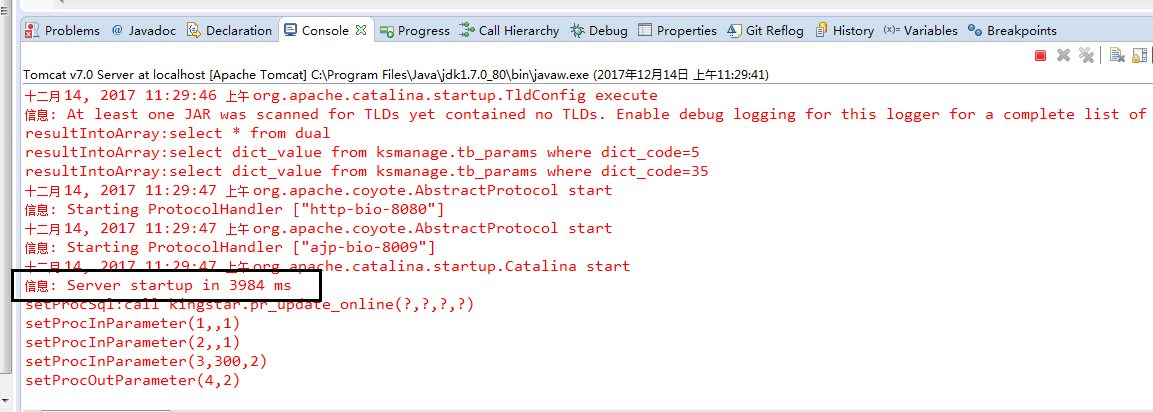 Problems @ Javadoc Declaration Console Progress Call Hierarchy Debug Properties Git Reflog History (x)= Variables Breakpoints
Tomcat v7.0 Server at localhost [Apache Tomcat] C:\Program Files\Java\jdk1.7.0_80\bin\javaw.exe (2017年12月14日 上午11:29:41)
十二月 14, 2017 11:29:46 上午 org.apache.catalina.startup.TldConfig execute
信息: At least one JAR was scanned for TLDs yet contained no TLDs. Enable debug logging for this logger for a complete list of
resultIntoArray:select * from dual
resultIntoArray:select dict_value from ksmanage.tb_params where dict_code=5
resultIntoArray:select dict_value from ksmanage.tb_params where dict_code=35
十二月 14, 2017 11:29:47 上午 org.apache.coyote.AbstractProtocol start
信息: Starting ProtocolHandler ["http-bio-8080"]
十二月 14, 2017 11:29:47 上午 org.apache.coyote.AbstractProtocol start
信息: Starting ProtocolHandler ["ajp-bio-8009"]
十二月 14, 2017 11:29:47 上午 org.apache.catalina.startup.Catalina start
信息: Server startup in 3984 ms
setProcSql:call kingstar.pr_update_online(?,?,?,?)
setProcInParameter(1,,1)
setProcInParameter(2,,1)
setProcInParameter(3,300,2)
setProcOutParameter(4,2)